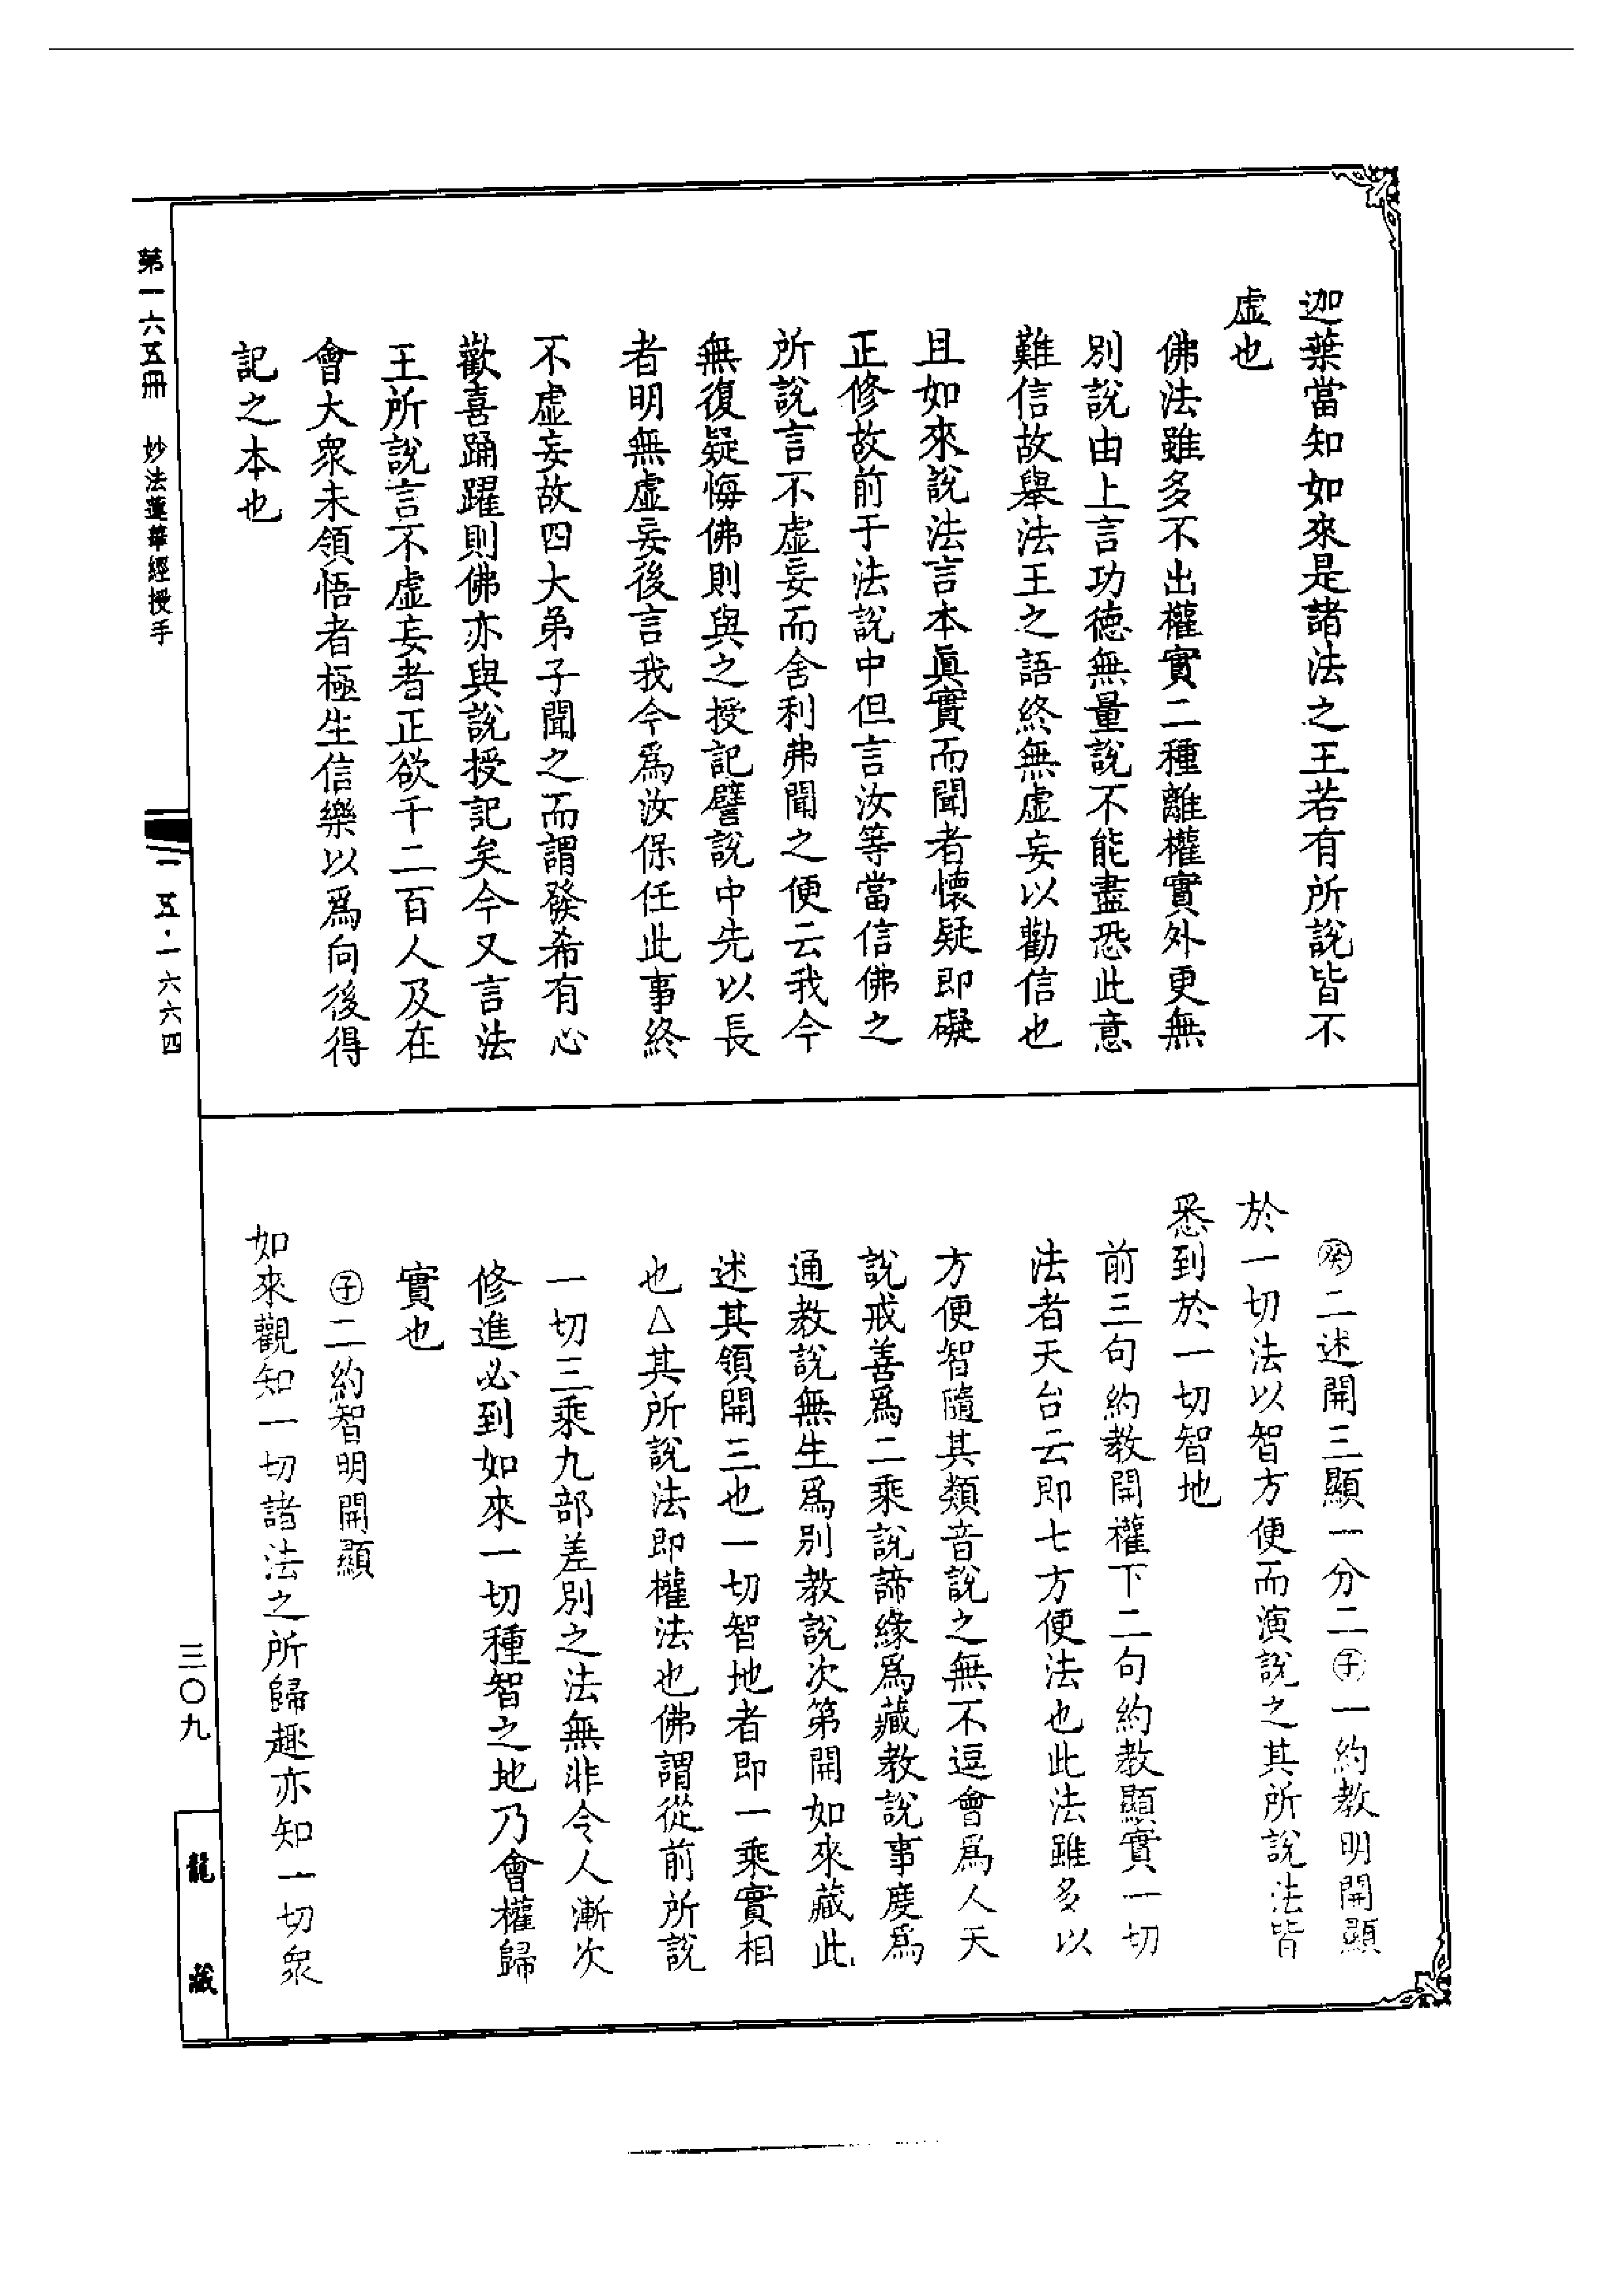 迦葉當知如來是諸法之王若有所說皆不
虛也
佛法雖多不出權實二種離權實外更無
別說由上言功德無量說不能盡恐此意
難信故舉法王之語終無虛妄以勸信也
且如來說法言本眞實而聞者懷疑即礙
正修故前于法說中但言汝等當信佛之
所說言不虛妄而舍利弗聞之便云我今
無復疑悔佛則與之授記譬說中先以長
者明無虛妄後言我今爲汝保任此事終
不虛妄故四大弟子聞之而謂發希有心
歡喜踊躍則佛亦與說授記矣今又言法
王所說言不虛妄者正欲千二百人及在
會大衆未領悟者極生信樂以爲向後得
記之本也
㊛二述開三顯一分二㊉一約教明開顯
於一切法以智方便而演說之其所說法皆
悉到於一切智地
前三句約教開權下二句約教顯實一切
法者天台云即七方便法也此法雖多以
方便智隨其類音說之無不逗會爲人天
說戒善爲二乘說諦緣爲藏教說事度爲
通教說無生爲別教說次第開如來藏此
述其領開三也一切智地者即一乘實相
也△其所說法即權法也佛謂從前所說
一切三乘九部差別之法無非令人漸次
修進必到如來一切種智之地乃會權歸
實也
子二約智明開顯
如來觀知一切諸法之所歸趣亦知一切衆
第一六五冊 妙法蓮華經授手
一五·一六六四
三〇九
龍藏